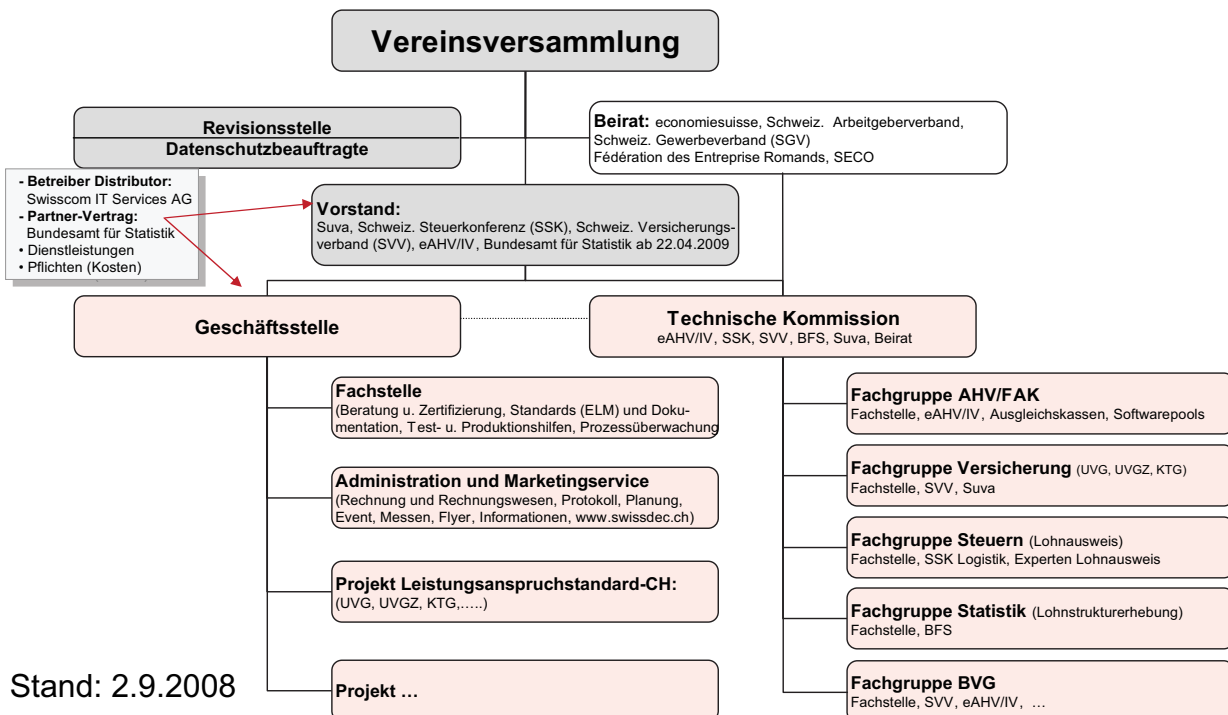 Vereinsversammlung
Revisionsstelle
Datenschutzbeauftragte
Beirat: economiesuisse, Schweiz. Arbeitgeberverband,
Schweiz. Gewerbeverband (SGV)
Fédération des Entreprise Romands, SECO
- Betreiber Distributor:
Swisscom IT Services AG
- Partner-Vertrag:
Bundesamt für Statistik
• Dienstleistungen
• Pflichten (Kosten)
Vorstand:
Suva, Schweiz. Steuerkonferenz (SSK), Schweiz. Versicherungs-
verband (SVV), eAHV/IV, Bundesamt für Statistik ab 22.04.2009
Geschäftsstelle
Technische Kommission
eAHV/IV, SSK, SVV, BFS, Suva, Beirat
Fachstelle
(Beratung u. Zertifizierung, Standards (ELM) und Doku-
mentation, Test- u. Produktionshilfen, Prozessüberwachung
Administration und Marketingservice
(Rechnung und Rechnungswesen, Protokoll, Planung,
Event, Messen, Flyer, Informationen, www.swissdec.ch)
Projekt Leistungsanspruchstandard-CH:
(UVG, UVGZ, KTG,…..)
Projekt …
Fachgruppe AHV/FAK
Fachstelle, eAHV/IV, Ausgleichskassen, Softwarepools
Fachgruppe Versicherung (UVG, UVGZ, KTG)
Fachstelle, SVV, Suva
Fachgruppe Steuern (Lohnausweis)
Fachstelle, SSK Logistik, Experten Lohnausweis
Fachgruppe Statistik (Lohnstrukturerhebung)
Fachstelle, BFS
Fachgruppe BVG
Fachstelle, SVV, eAHV/IV, …
Stand: 2.9.2008